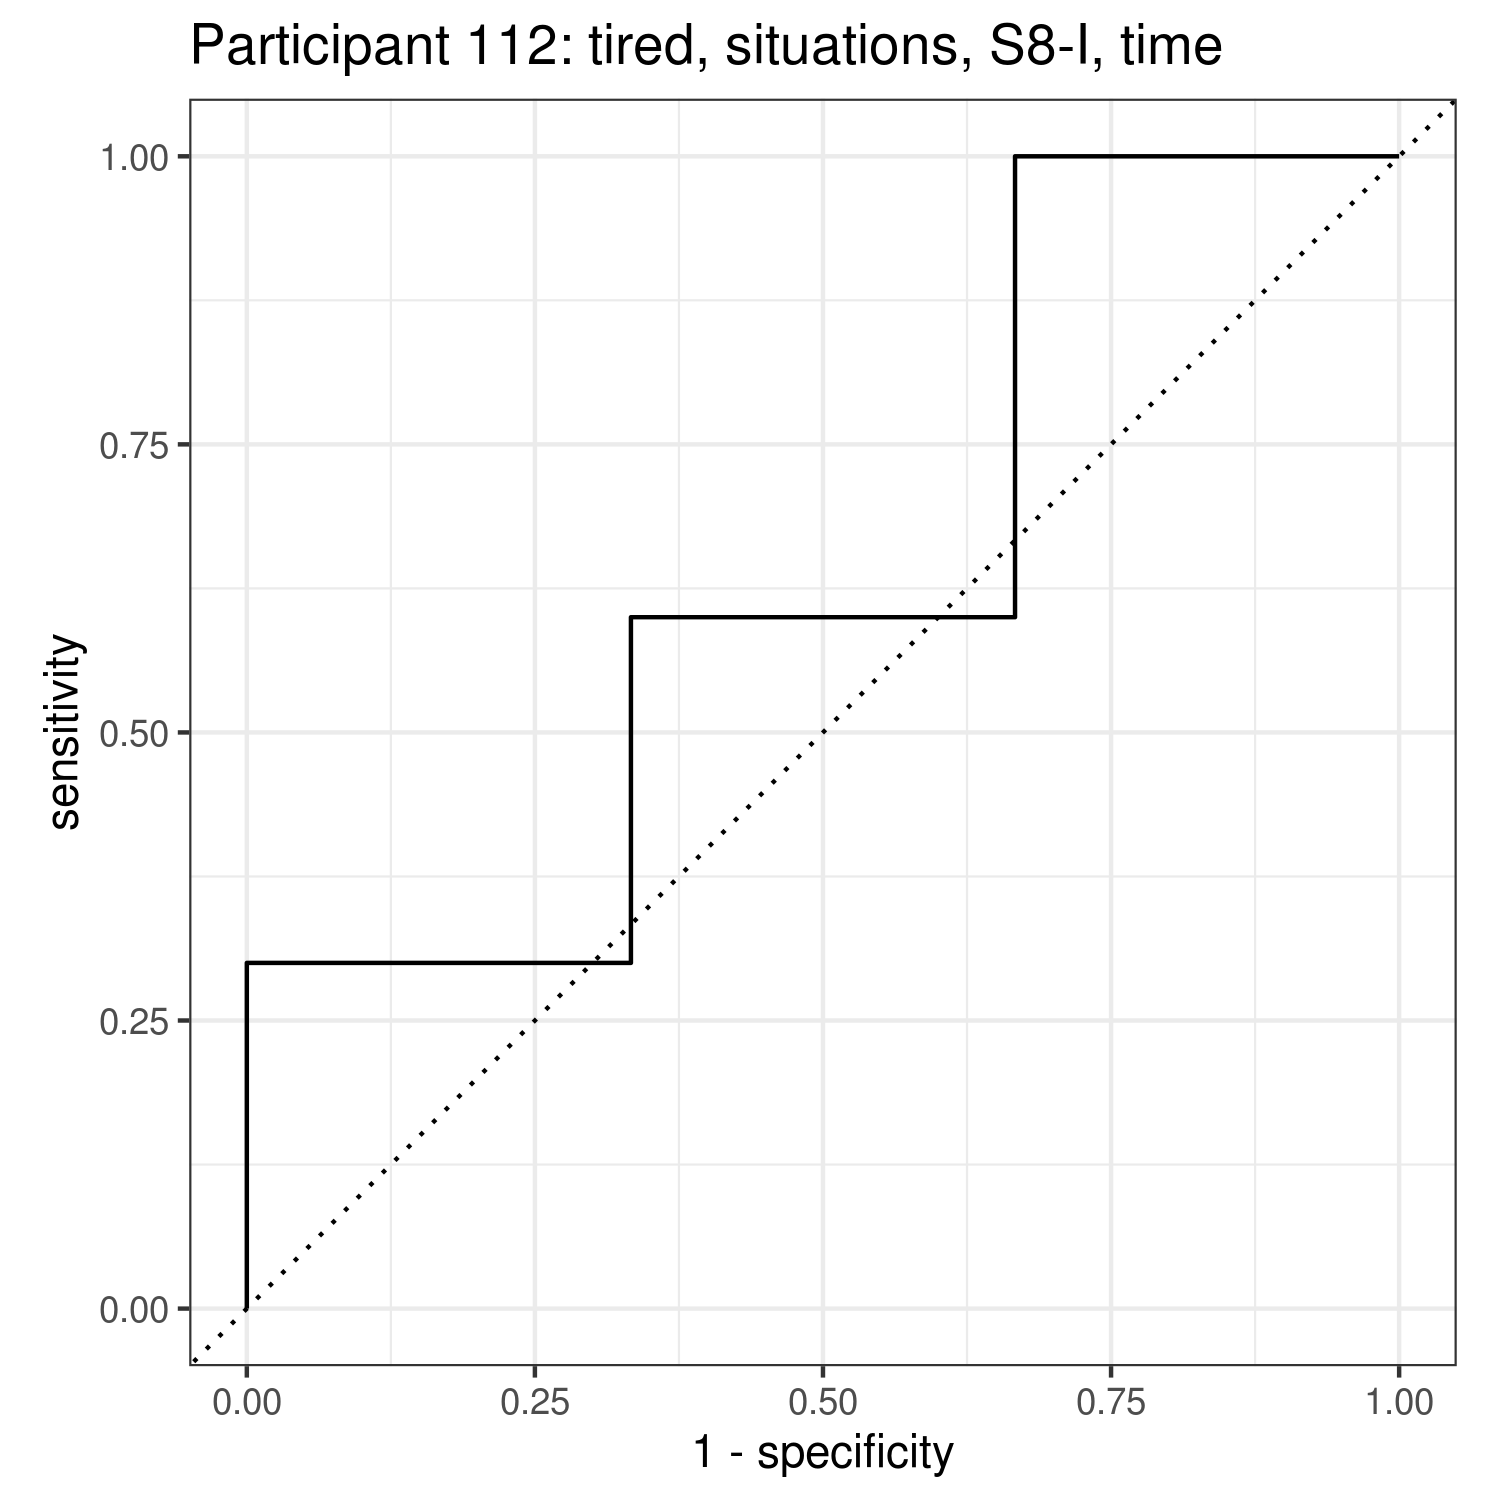 Participant 112: tired, situations, S8-I, time
1.00
0.75
0.50
0.25
0.00
sensitivity
0.00 0.25 0.50 0.75 1.00
1 - specificity